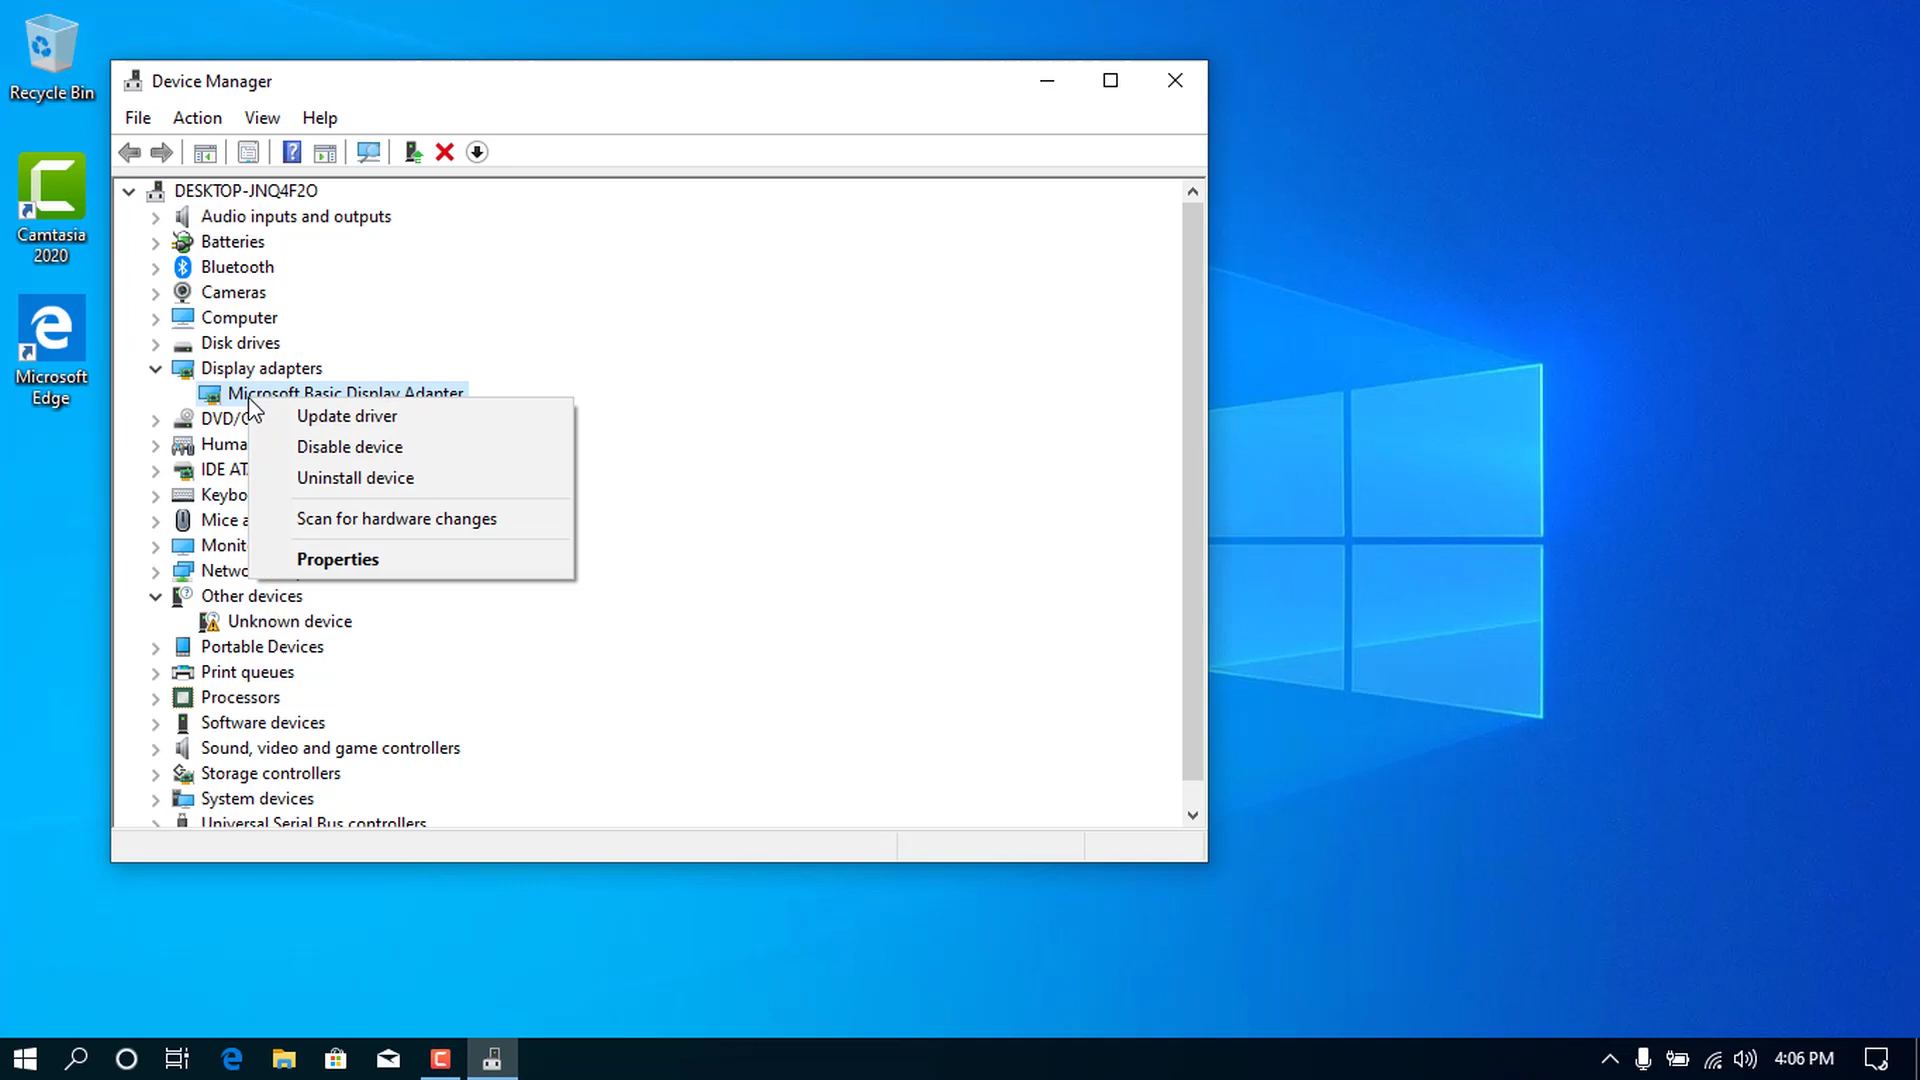 Recycle Bin
Camtasia
2020
Microsoft
Edge
Device Manager
File Action View Help
DESKTOP-JNQ4F2O
Audio inputs and outputs
Batteries
Bluetooth
Cameras
Computer
Disk drives
Display adapters
Microsoft Basic Display Adapter
DVD/
Huma
IDE AT
Keybo
Mice a
Monit
Netwo
Update driver
Disable device
Uninstall device
Scan for hardware changes
Properties
Other devices
Unknown device
Portable Devices
Print queues
Processors
Software devices
Sound, video and game controllers
Storage controllers
System devices
Universal Serial Bus controllers
4:06 PM